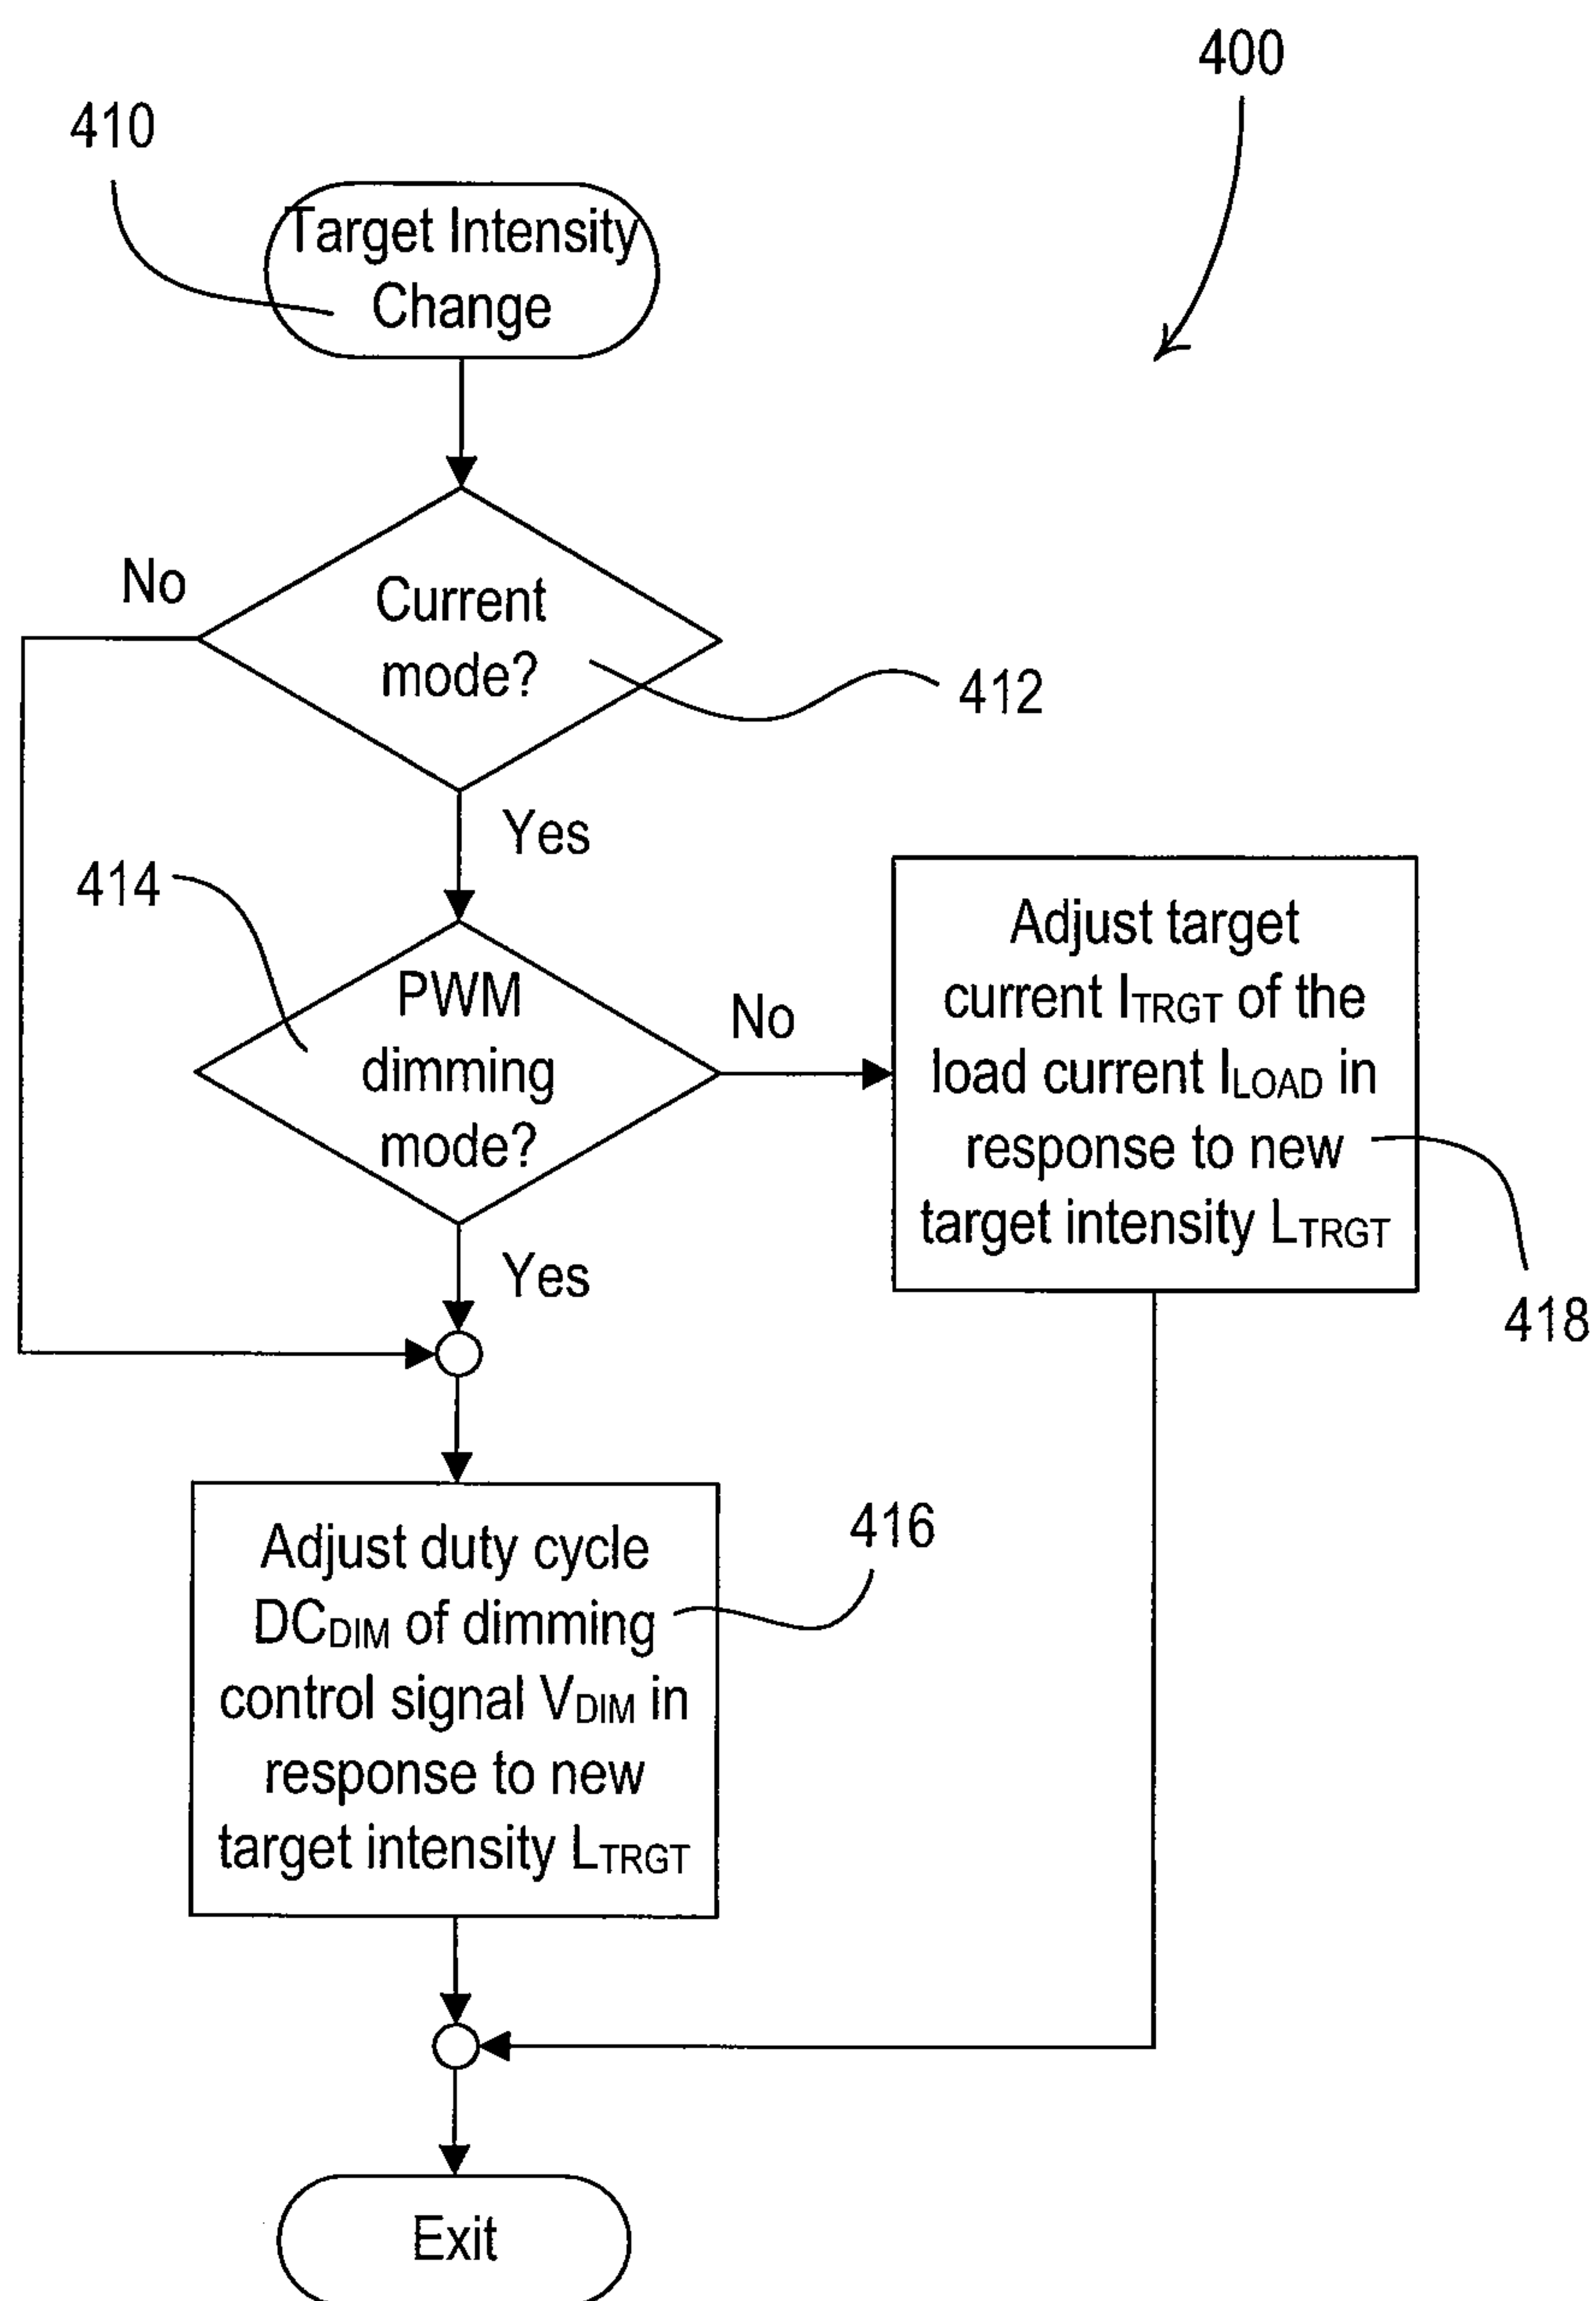 400
410
Target Intensity
Change
No
Current
mode?
412
Yes
414
PWM
dimming
mode?
No
Adjust target
current ITRGT of the
load current ILOAD in
response to new
target intensity LTRGT
418
Yes
Adjust duty cycle
DCDIM of dimming
control signal VDIM in
response to new
target intensity LTRGT
416
Exit